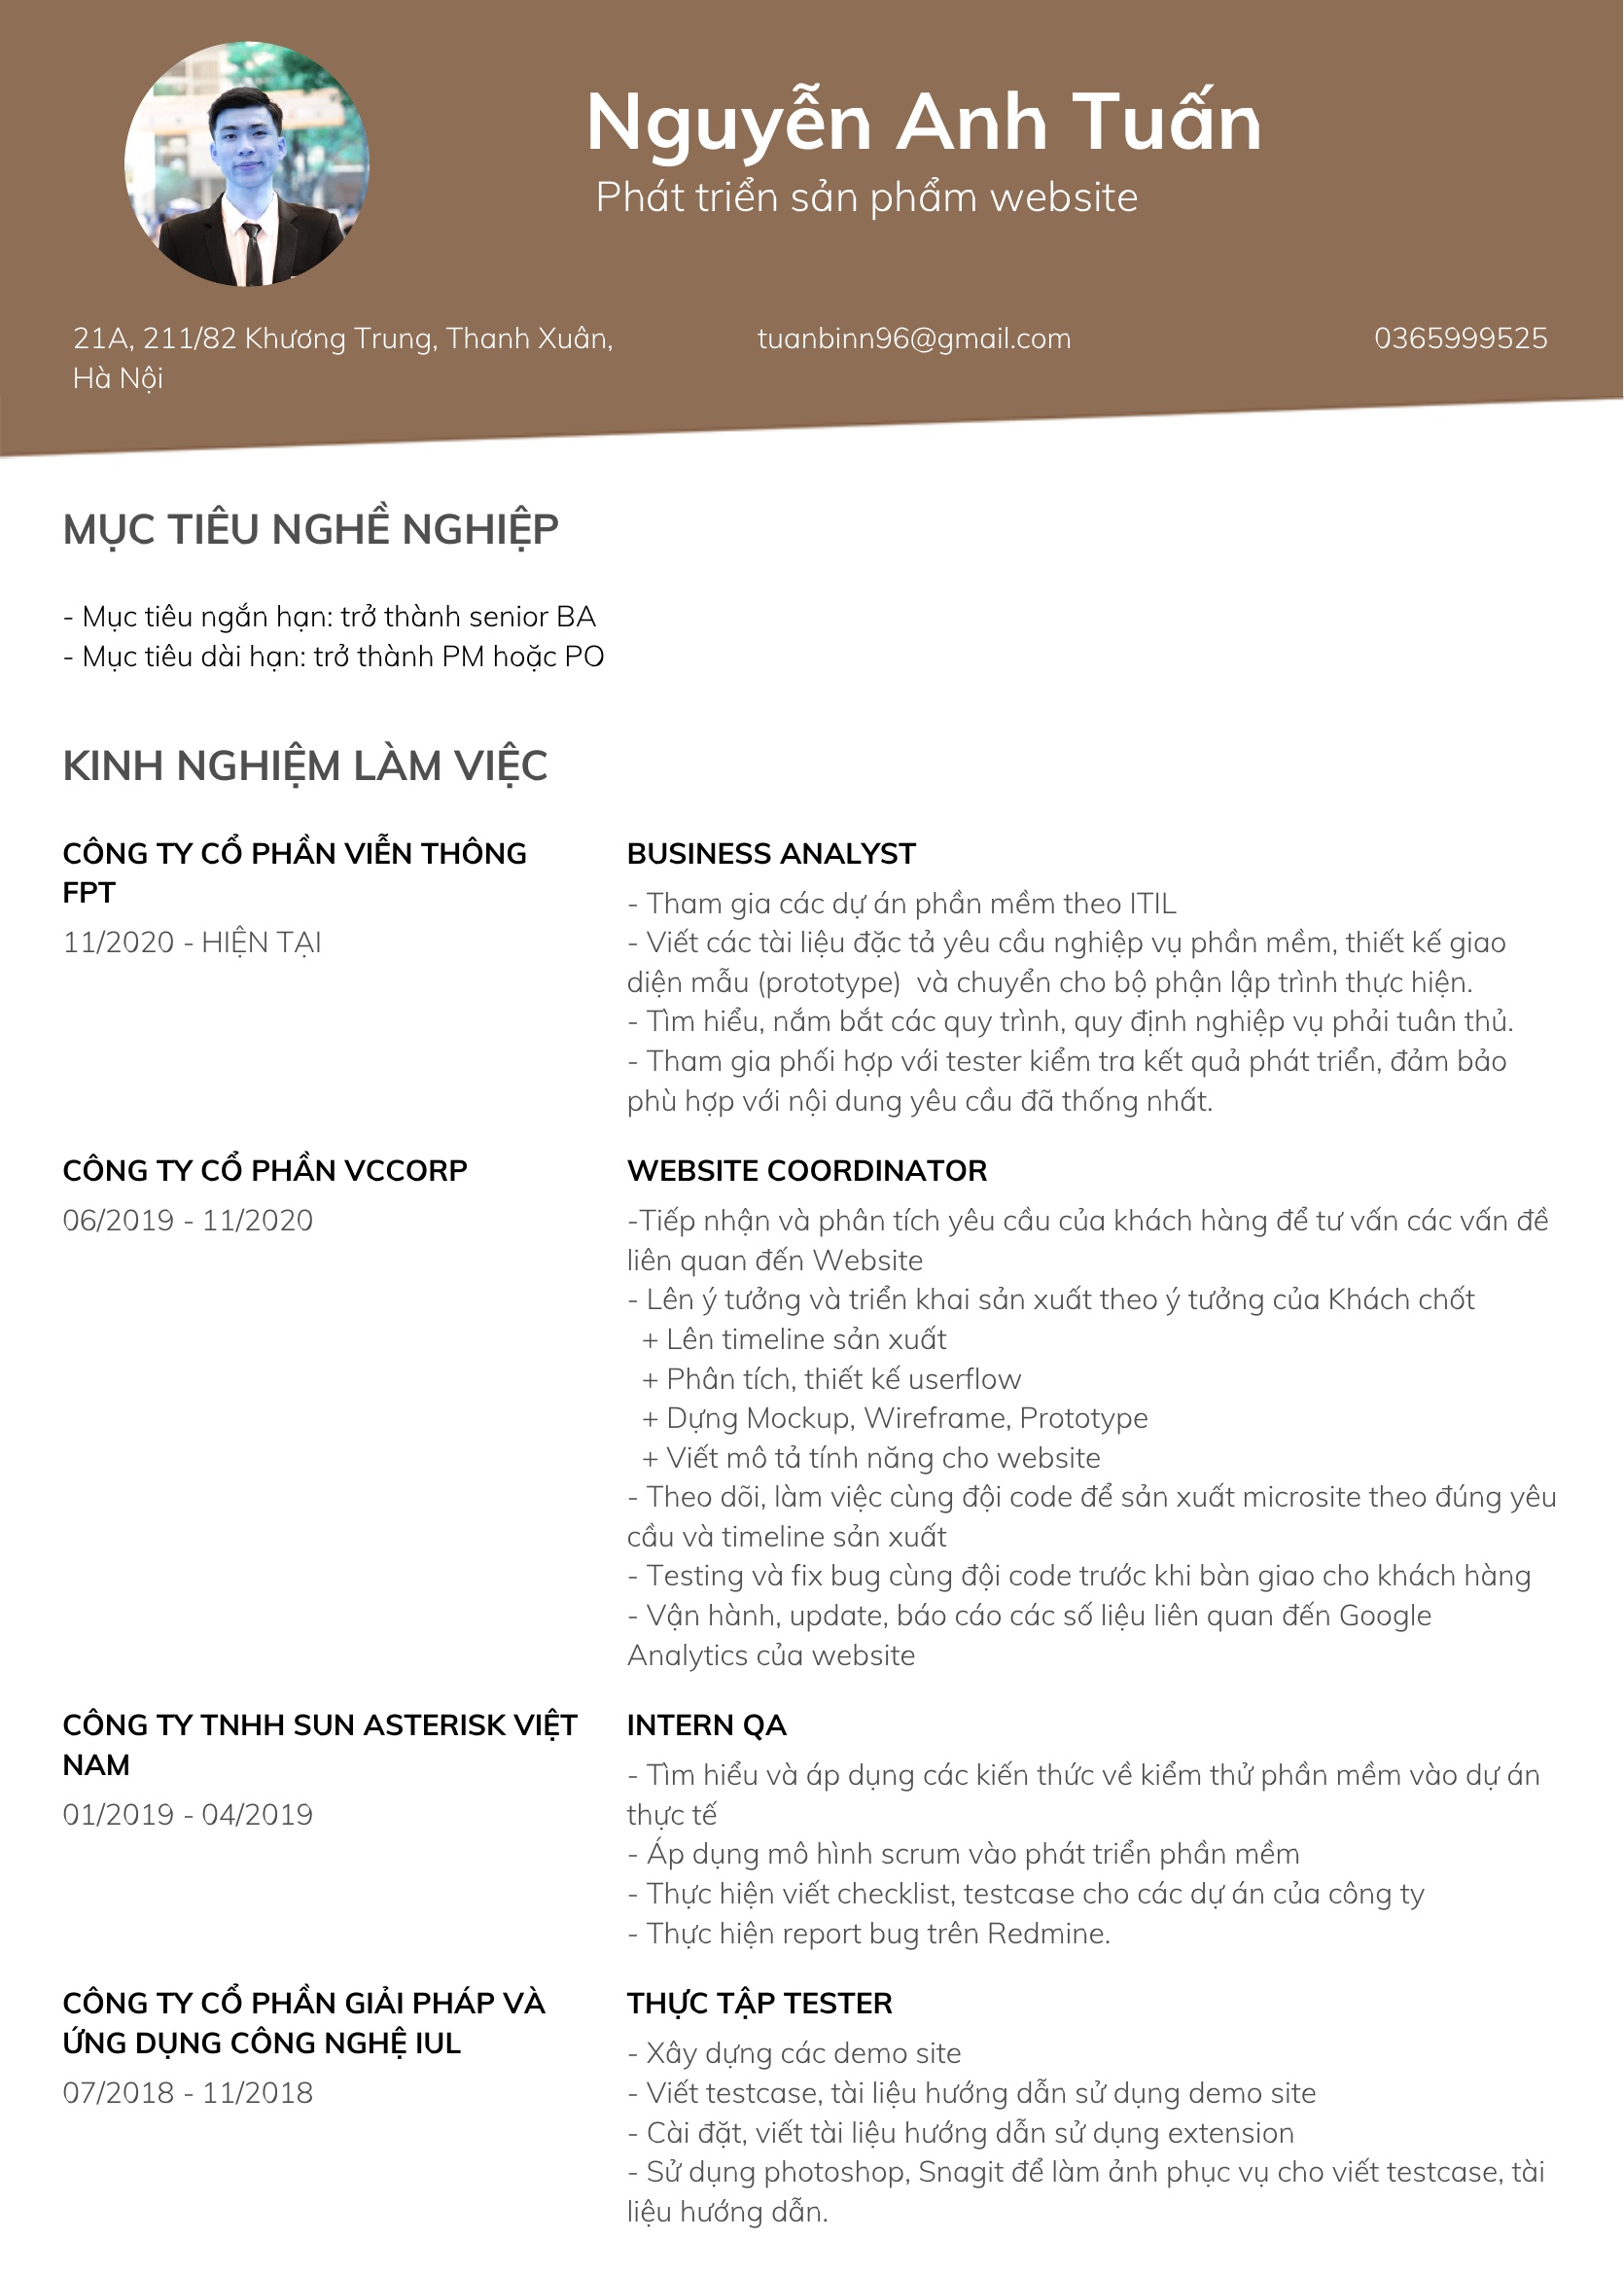 Nguyễn Anh Tuấn
Phát triển sản phẩm website
21A, 211/82 Khương Trung, Thanh Xuân,
Hà Nội
tuanbinn96@gmail.com
0365999525
MỤC TIÊU NGHỀ NGHIỆP
- Mục tiêu ngắn hạn: trở thành senior BA
- Mục tiêu dài hạn: trở thành PM hoặc PO
KINH NGHIỆM LÀM VIỆC
CÔNG TY CỔ PHẦN VIỄN THÔNG
FPT
11/2020 - HIỆN TẠI
BUSINESS ANALYST
- Tham gia các dự án phần mềm theo ITIL
- Viết các tài liệu đặc tả yêu cầu nghiệp vụ phần mềm, thiết kế giao
diện mẫu (prototype)  và chuyển cho bộ phận lập trình thực hiện.
- Tìm hiểu, nắm bắt các quy trình, quy định nghiệp vụ phải tuân thủ.
- Tham gia phối hợp với tester kiểm tra kết quả phát triển, đảm bảo
phù hợp với nội dung yêu cầu đã thống nhất.
CÔNG TY CỔ PHẦN VCCORP
06/2019 - 11/2020
WEBSITE COORDINATOR
-Tiếp nhận và phân tích yêu cầu của khách hàng để tư vấn các vấn đề
liên quan đến Website
- Lên ý tưởng và triển khai sản xuất theo ý tưởng của Khách chốt
+ Lên timeline sản xuất
+ Phân tích, thiết kế userflow
+ Dựng Mockup, Wireframe, Prototype
+ Viết mô tả tính năng cho website
- Theo dõi, làm việc cùng đội code để sản xuất microsite theo đúng yêu
cầu và timeline sản xuất
- Testing và fix bug cùng đội code trước khi bàn giao cho khách hàng
- Vận hành, update, báo cáo các số liệu liên quan đến Google
Analytics của website
CÔNG TY TNHH SUN ASTERISK VIỆT
NAM
01/2019 - 04/2019
INTERN QA
- Tìm hiểu và áp dụng các kiến thức về kiểm thử phần mềm vào dự án
thực tế
- Áp dụng mô hình scrum vào phát triển phần mềm
- Thực hiện viết checklist, testcase cho các dự án của công ty
- Thực hiện report bug trên Redmine.
CÔNG TY CỔ PHẦN GIẢI PHÁP VÀ
ỨNG DỤNG CÔNG NGHỆ IUL
07/2018 - 11/2018
THỰC TẬP TESTER
- Xây dựng các demo site
- Viết testcase, tài liệu hướng dẫn sử dụng demo site
- Cài đặt, viết tài liệu hướng dẫn sử dụng extension
- Sử dụng photoshop, Snagit để làm ảnh phục vụ cho viết testcase, tài
liệu hướng dẫn.